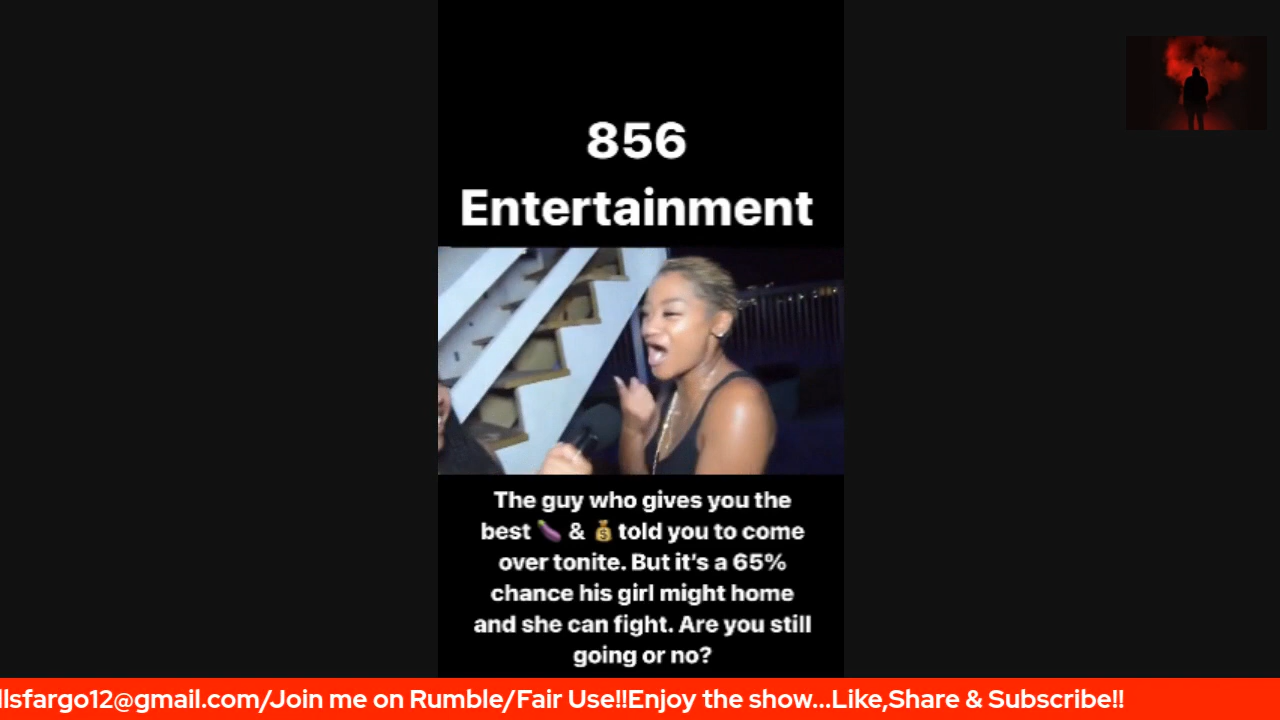 856
Entertainment
The guy who gives you the
best 🍆 & 💰 told you to come
over tonite. But it's a 65%
chance his girl might home
and she can fight. Are you still
going or no?
llsfargo12@gmail.com/Join me on Rumble/Fair Use!!Enjoy the show...Like,Share & Subscribe!!